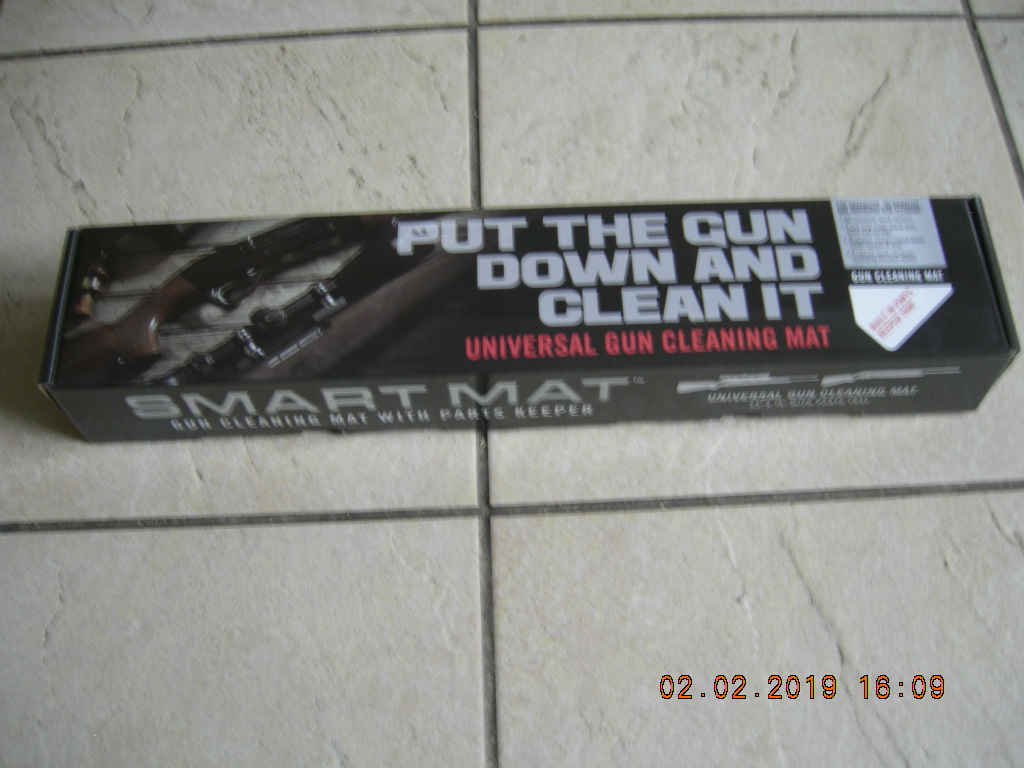 PUT THE GUN
DOWN AND
CLEAN IT
UNIVERSAL GUN CLEANING MAT
GUN CLEANING MAT
SMART MAT
GUN CLEANING MAT WITH PARTS KEEPER
UNIVERSAL GUN CLEANING MAT
02.02.2019 16:09